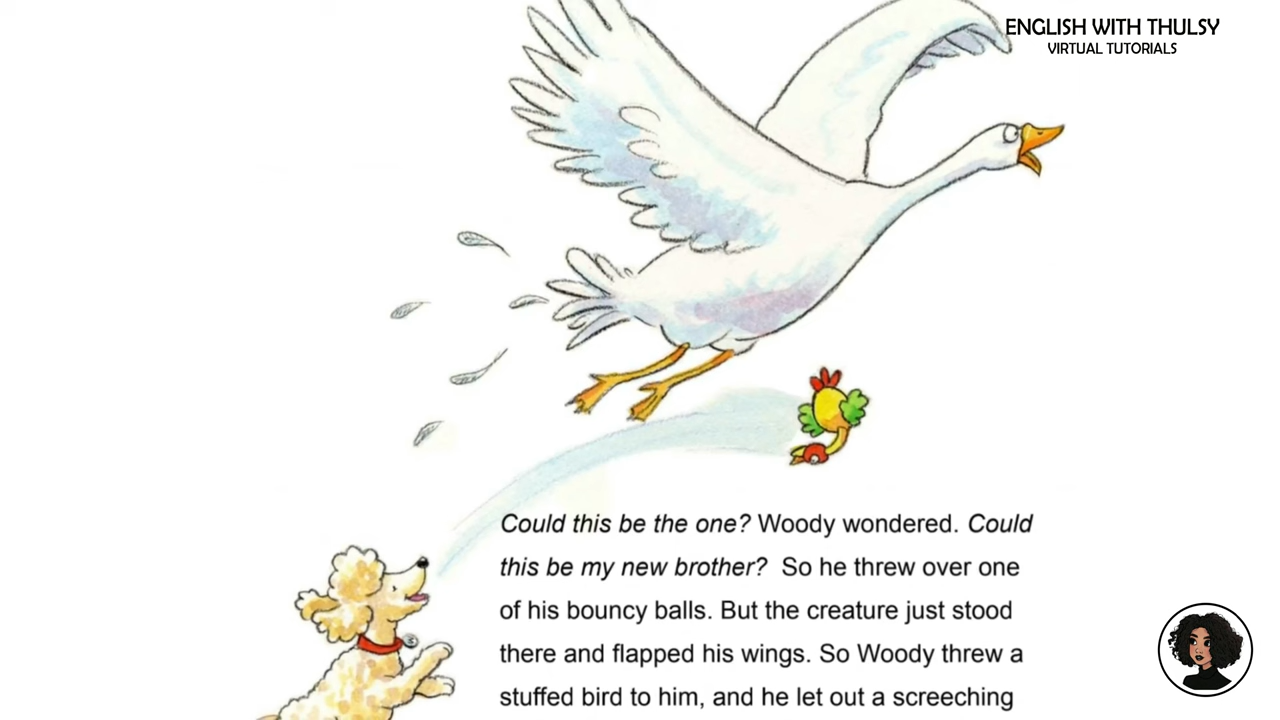 ENGLISH WITH THULSY
VIRTUAL TUTORIALS
Could this be the one? Woody wondered. Could
this be my new brother? So he threw over one
of his bouncy balls. But the creature just stood
there and flapped his wings. So Woody threw a
stuffed bird to him, and he let out a screeching